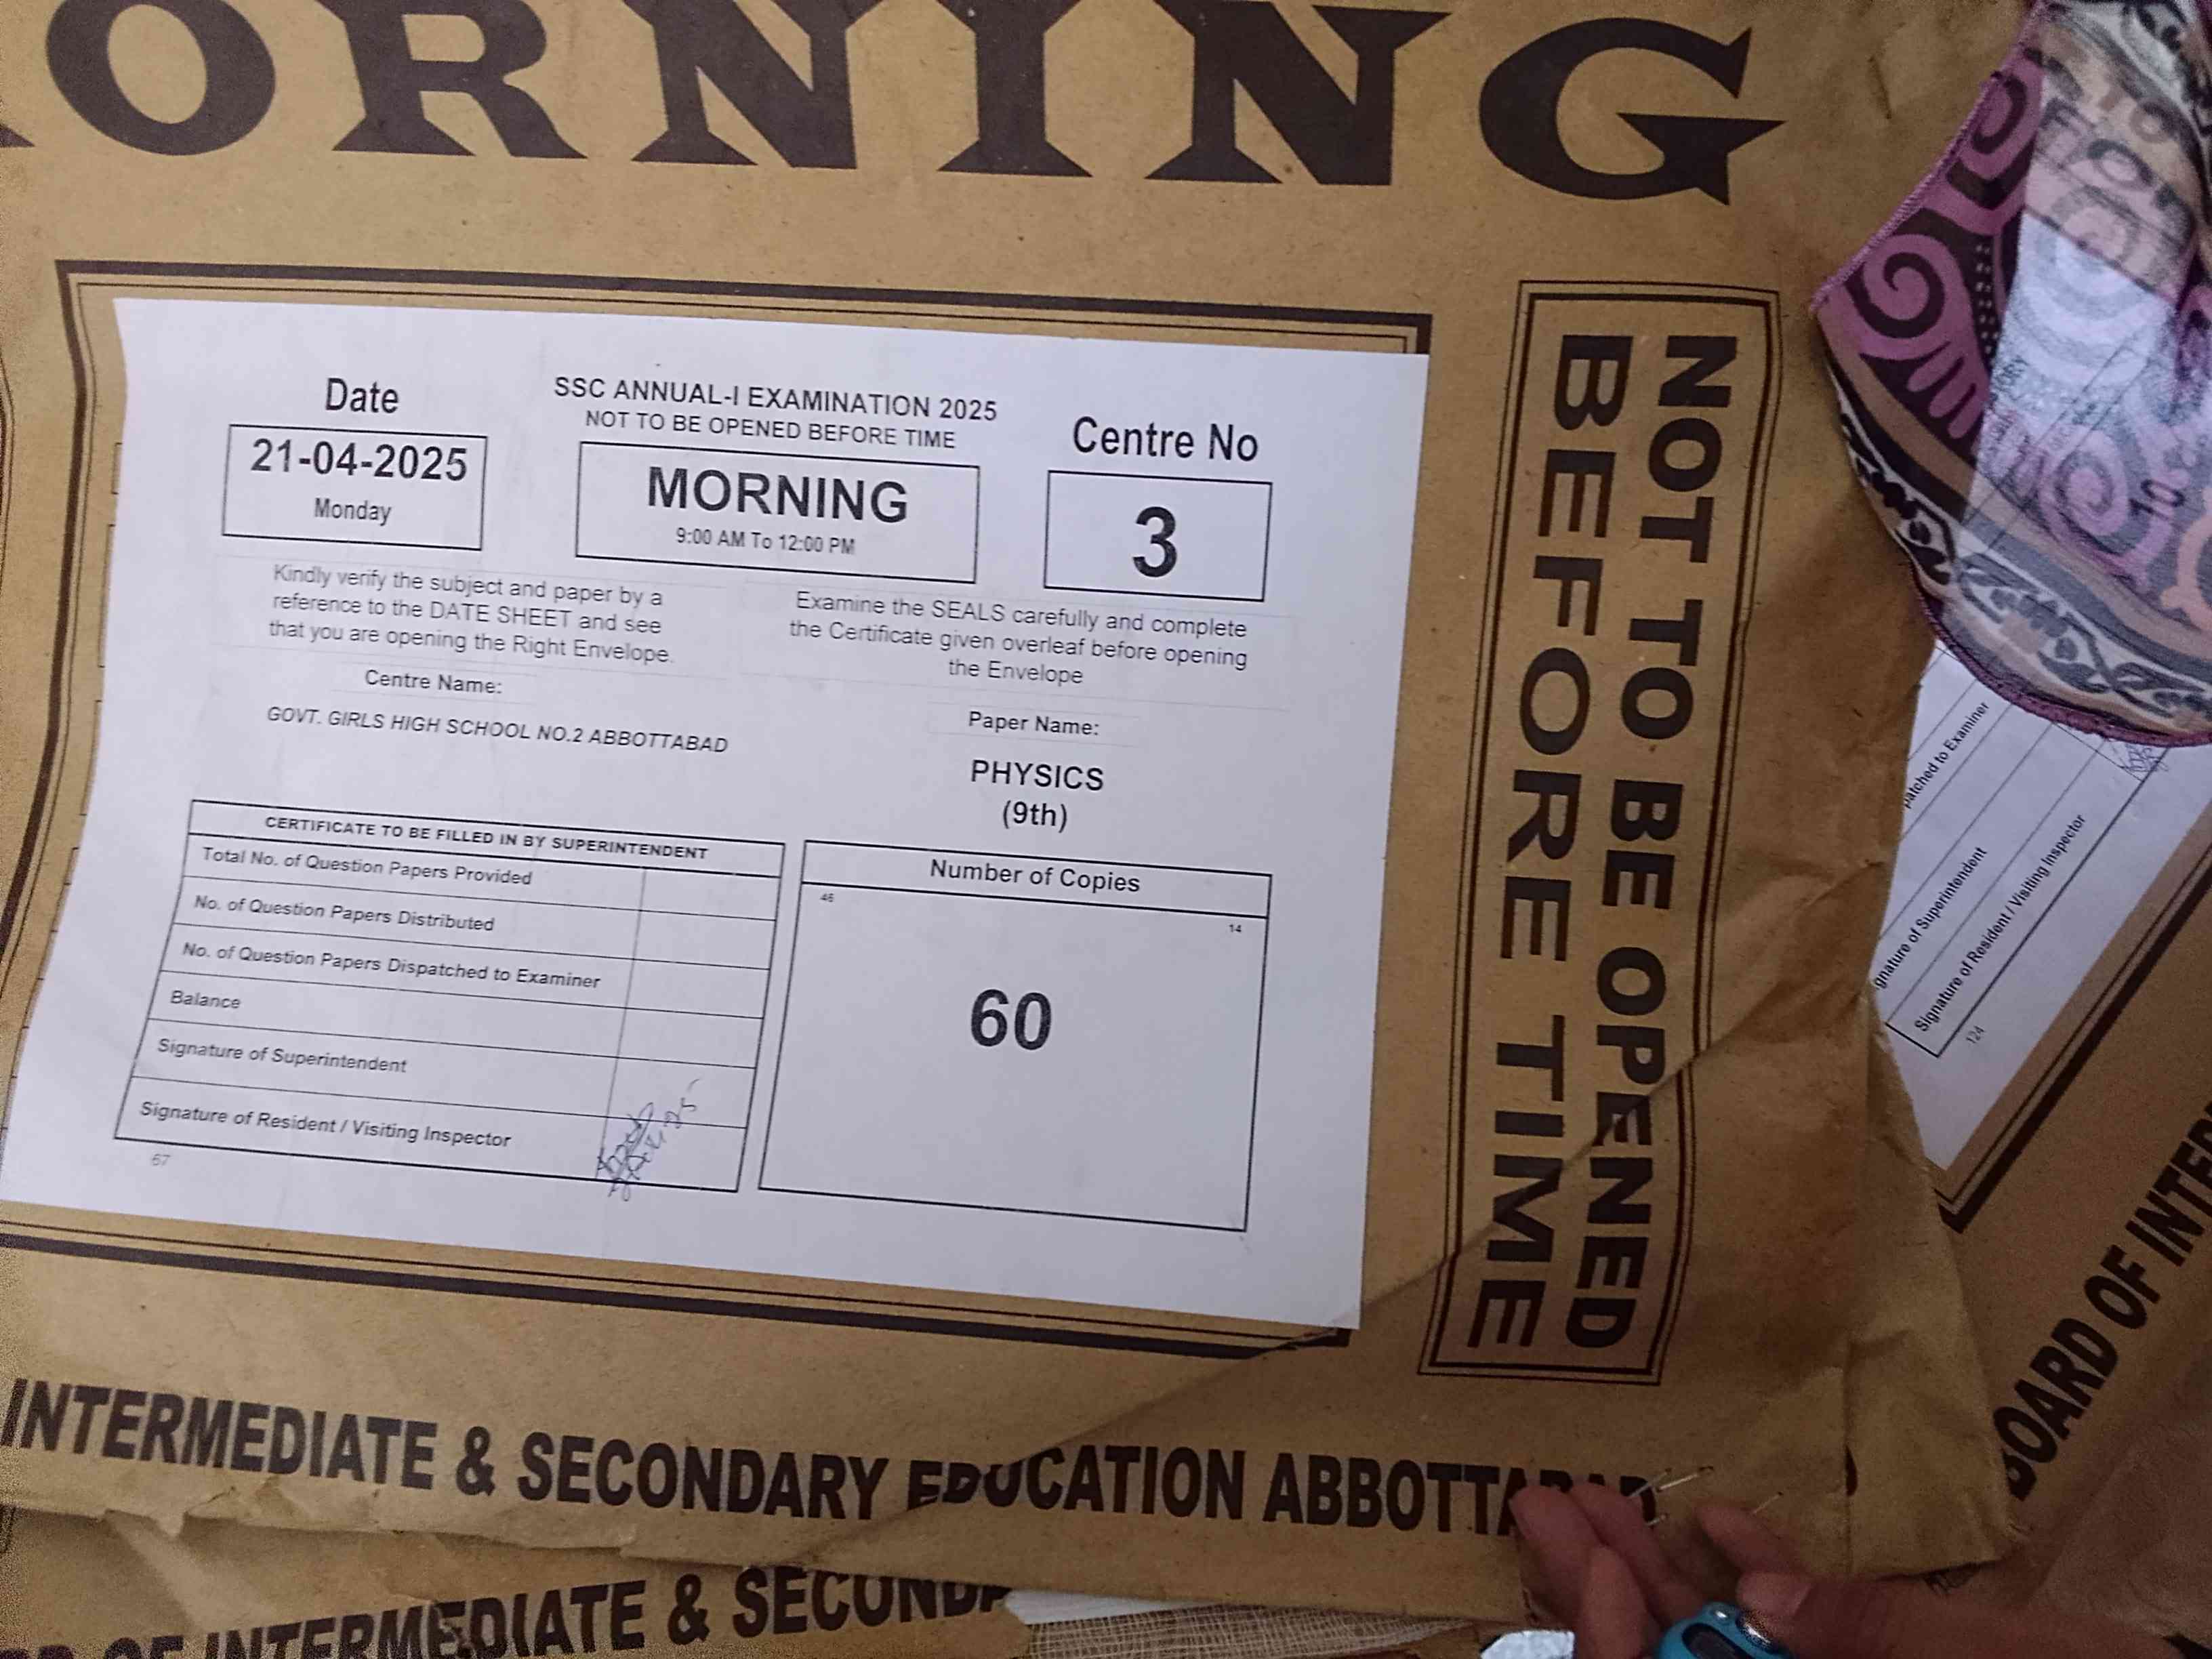 ORNING
Date
21-04-2025
Monday
SSC ANNUAL-I EXAMINATION 2025
NOT TO BE OPENED BEFORE TIME
MORNING
9:00 AM To 12:00 PM
Centre No
3
Kindly verify the subject and paper by a
reference to the DATE SHEET and see
that you are opening the Right Envelope.
Examine the SEALS carefully and complete
the Certificate given overleaf before opening
the Envelope
Centre Name:
GOVT. GIRLS HIGH SCHOOL NO.2 ABBOTTABAD
Paper Name:
PHYSICS
(9th)
CERTIFICATE TO BE FILLED IN BY SUPERINTENDENT
Total No. of Question Papers Provided
No. of Question Papers Distributed
No. of Question Papers Dispatched to Examiner
Balance
Signature of Superintendent
Signature of Resident / Visiting Inspector
67
Number of Copies
46
14
60
NOT TO BE OPENED
BEFORE TIME
INTERMEDIATE & SECONDARY EDUCATION ABBOTTABAD
OF INTERMEDIATE & SECOND
patched to Examiner
gnature of Superintendent
Signature of Resident / Visiting Inspector
124
BOARD OF INTER